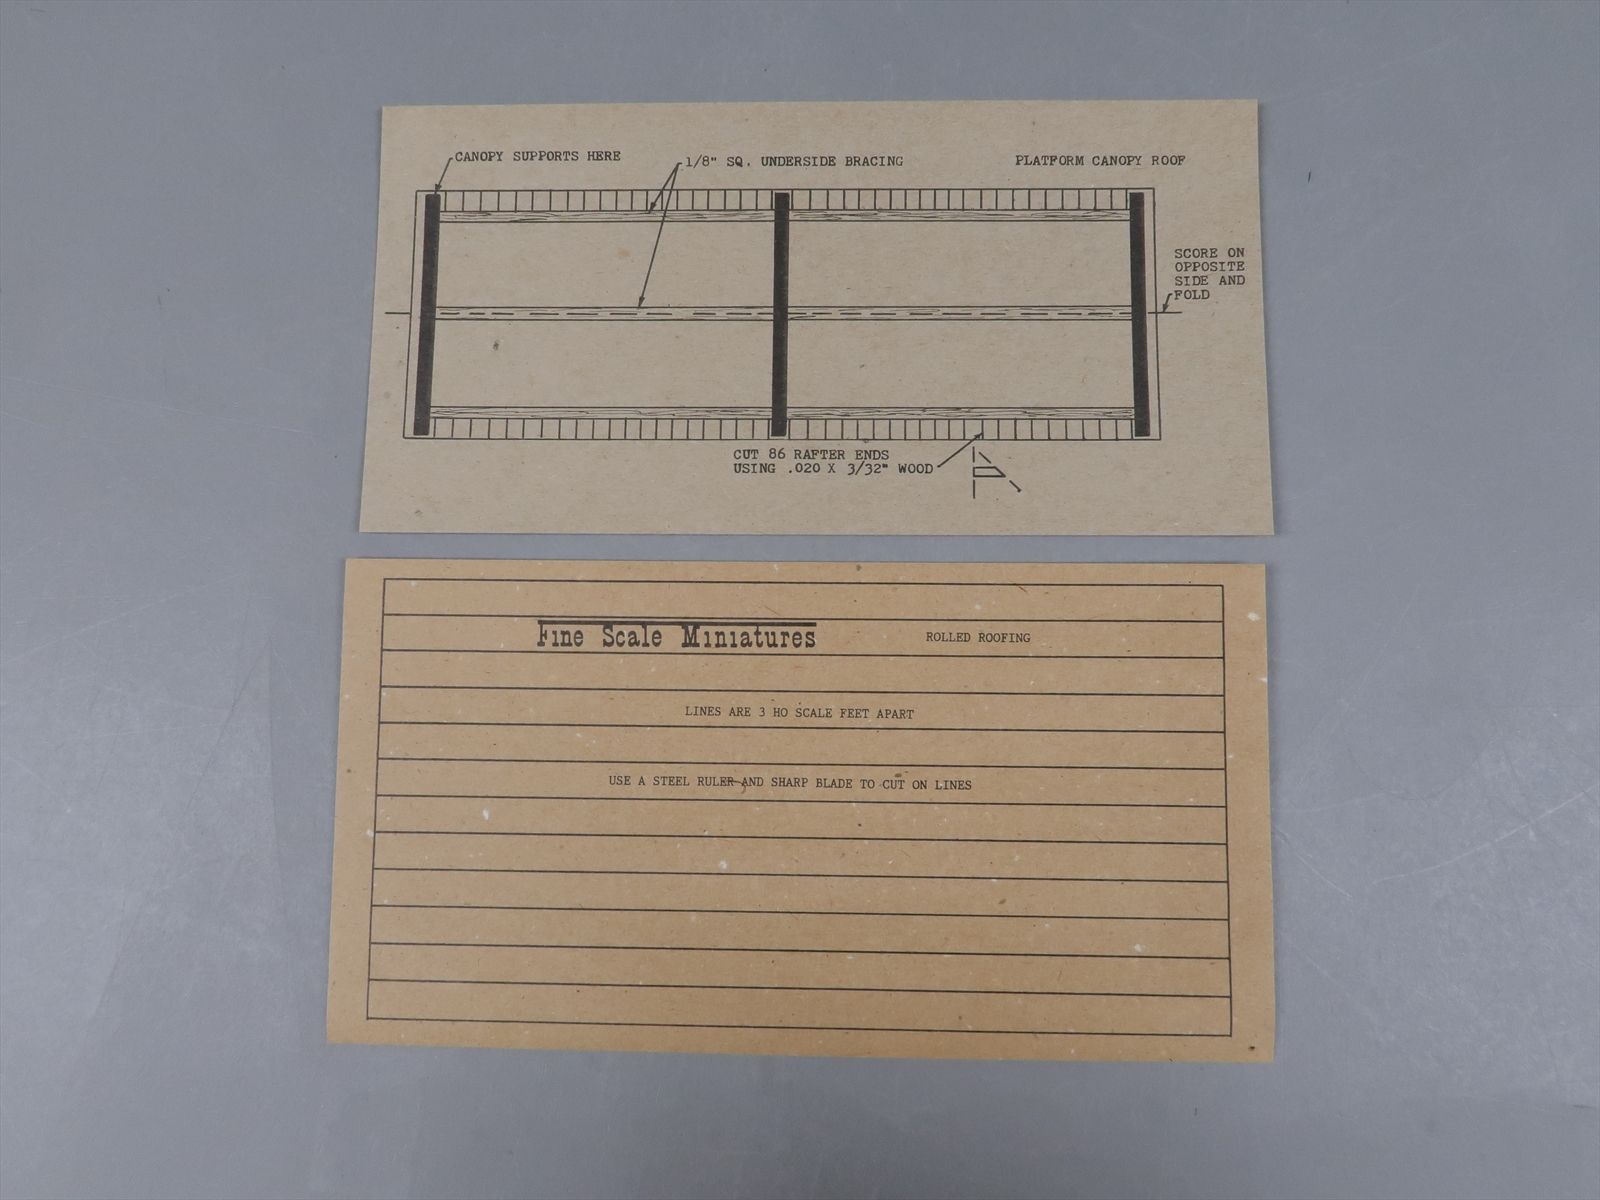 CANOPY SUPPORTS HERE
1/8" SQ. UNDERSIDE BRACING
PLATFORM CANOPY ROOF
SCORE ON
OPPOSITE
SIDE AND
FOLD
CUT 86 RAFTER ENDS
USING .020 X 3/32" WOOD
Fine Scale Miniatures
ROLLED ROOFING
LINES ARE 3 HO SCALE FEET APART
USE A STEEL RULER AND SHARP BLADE TO CUT ON LINES